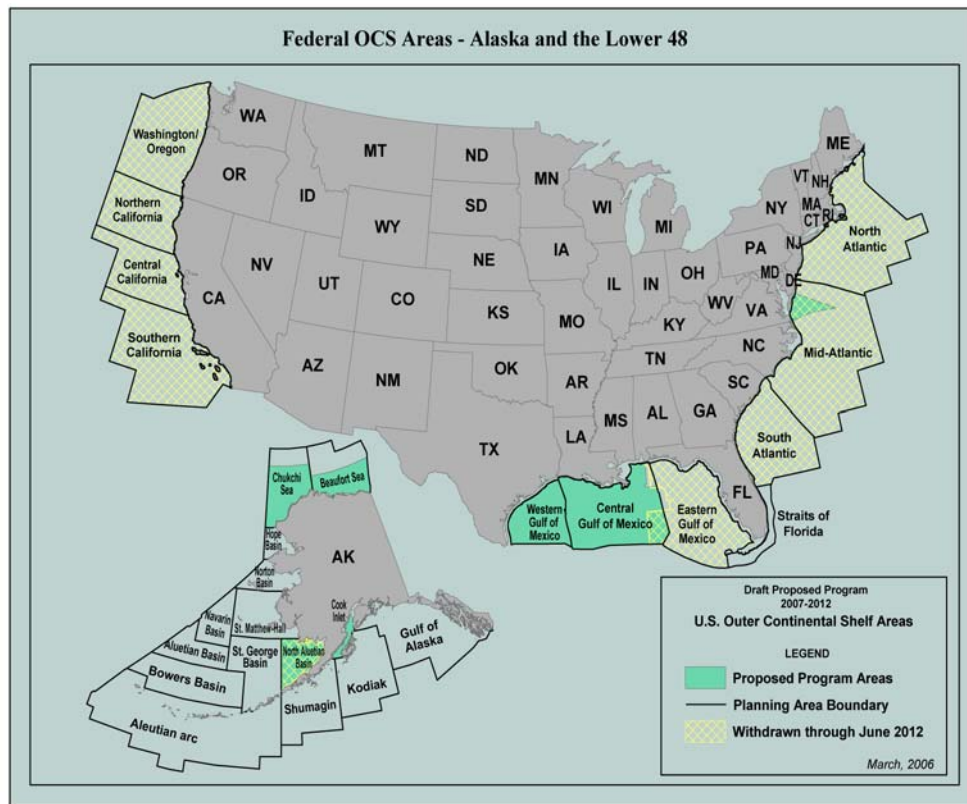 Federal OCS Areas - Alaska and the Lower 48
Washington/
Oregon
Northern
California
Central
California
Southern
California
WA
OR
CA
ID
NV
MT
WY
UT
AZ
CO
NM
ND
SD
NE
KS
OK
TX
MN
IA
MO
AR
LA
WI
IL
MI
IN
OH
KY
TN
MS
AL
GA
FL
SC
NC
VA
WV
PA
NY
VT
NH
ME
MA
CT
RI
NJ
MD
DE
North
Atlantic
Mid-Atlantic
South
Atlantic
Straits of
Florida
Western
Gulf of
Mexico
Central
Gulf of Mexico
Eastern
Gulf of
Mexico
Chukchi
Sea
Beaufort Sea
Hope
Basin
Norton
Basin
AK
Cook
Inlet
Navarin
Basin
St. Matthew-Hall
Aluetian Basin
St. George
Basin
North Aluetian
Basin
Bowers Basin
Aleutian arc
Shumagin
Kodiak
Gulf of
Alaska
Draft Proposed Program
2007-2012
U.S. Outer Continental Shelf Areas
LEGEND
Proposed Program Areas
Planning Area Boundary
Withdrawn through June 2012
March, 2006